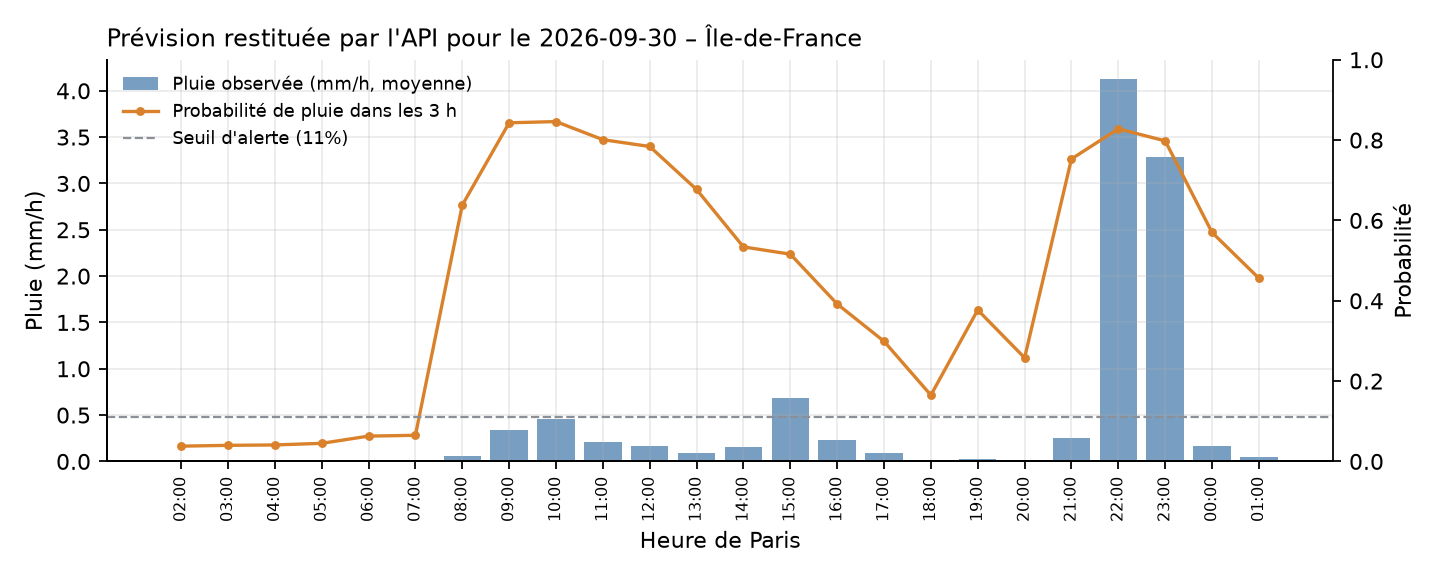 Prévision restituée par l'API pour le 2026-09-30 – Île-de-France
Pluie observée (mm/h, moyenne)
Probabilité de pluie dans les 3 h
Seuil d'alerte (11%)
Pluie (mm/h)
4.0
3.5
3.0
2.5
2.0
1.5
1.0
0.5
0.0
Probabilité
1.0
0.8
0.6
0.4
0.2
0.0
02:00 03:00 04:00 05:00 06:00 07:00 08:00 09:00 10:00 11:00 12:00 13:00 14:00 15:00 16:00 17:00 18:00 19:00 20:00 21:00 22:00 23:00 00:00 01:00
Heure de Paris